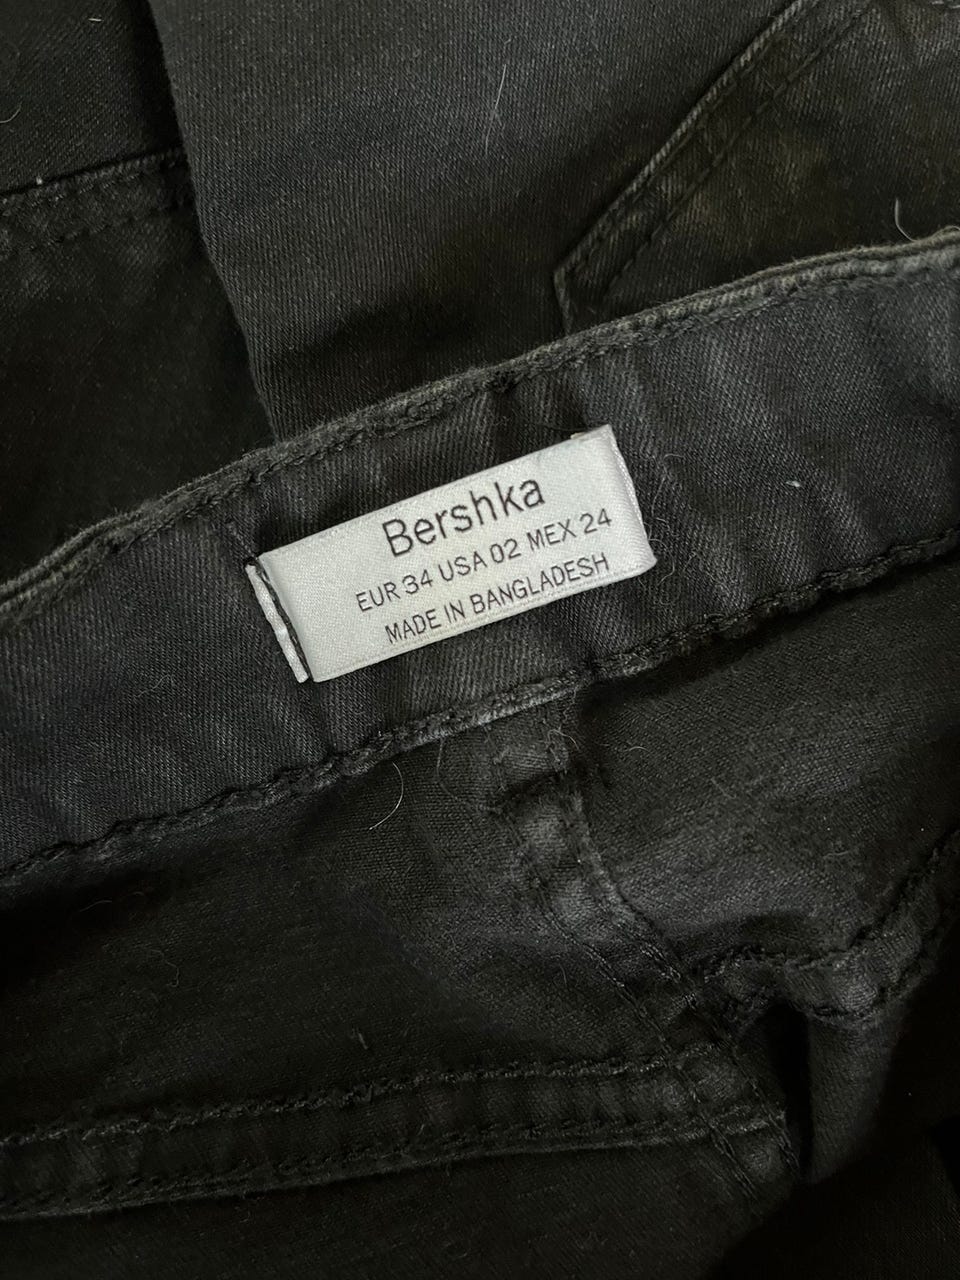 Bershka
EUR 34 USA 02 MEX 24
MADE IN BANGLADESH